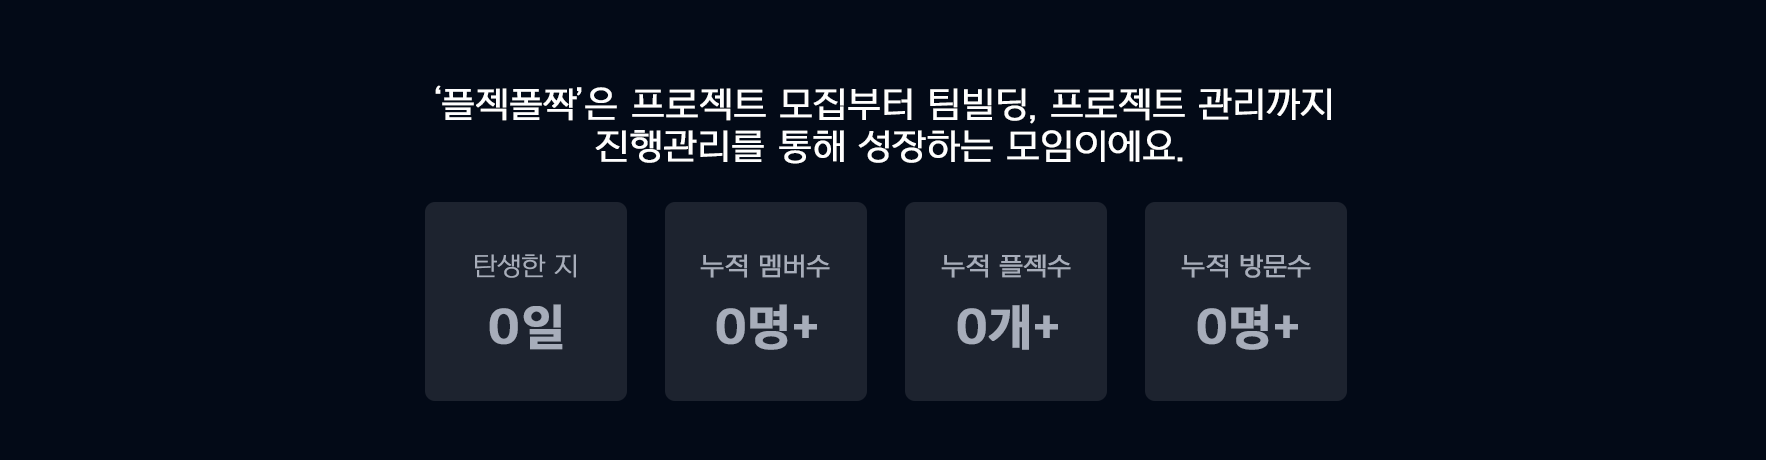 ‘플젝폴짝’은 프로젝트 모집부터 팀빌딩, 프로젝트 관리까지
진행관리를 통해 성장하는 모임이에요.
탄생한 지
0일
누적 멤버수
0명+
누적 플젝수
0개+
누적 방문수
0명+